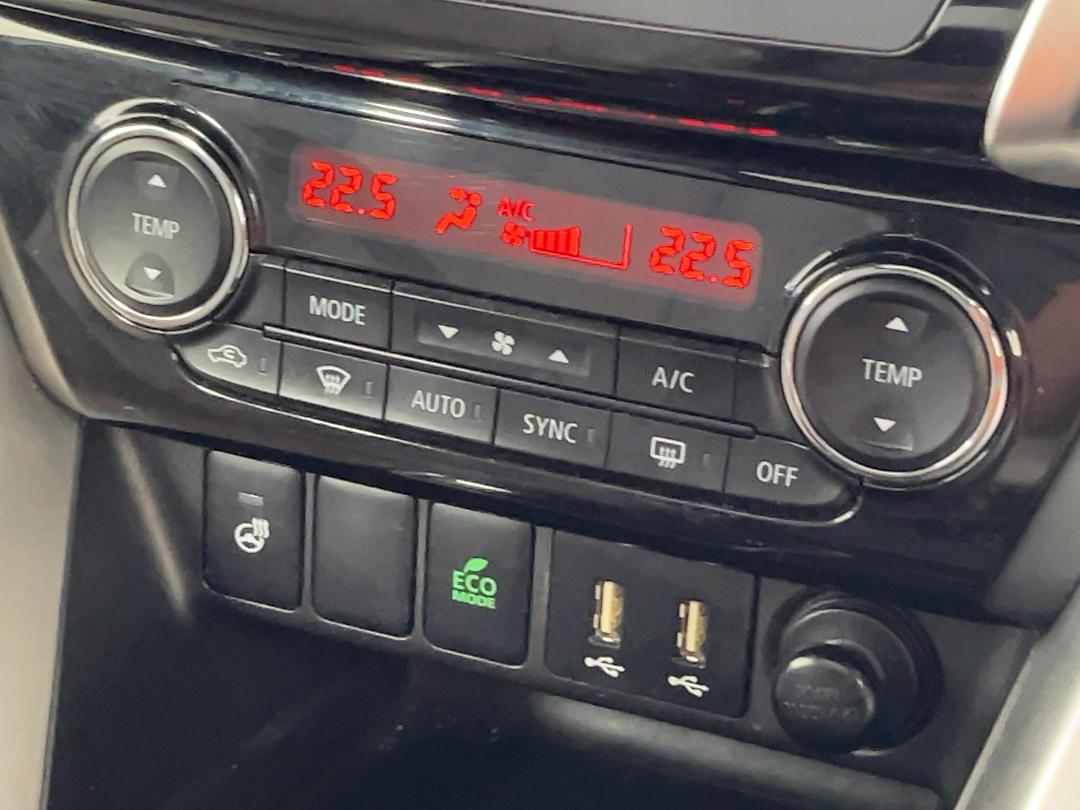 22.5
A/C
22.5
TEMP
MODE
A/C
TEMP
AUTO
SYNC
OFF
ECO
MODE